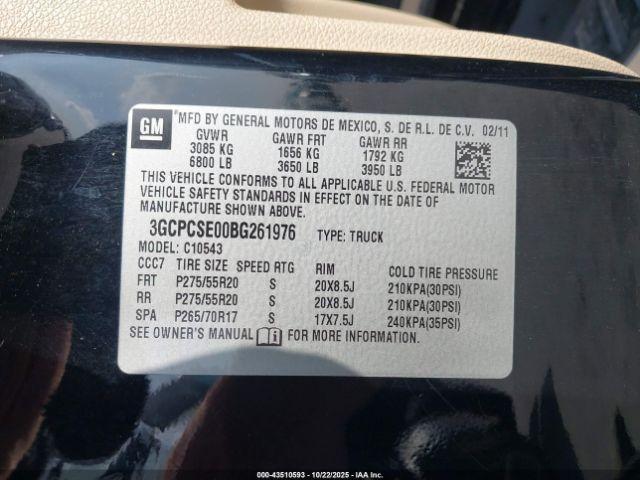 GM
*MFD BY GENERAL MOTORS DE MEXICO, S. DE R.L. DE C.V. 02/11
GVWR GAWR FRT GAWR RR
3085 KG 1656 KG 1792 KG
6800 LB 3650 LB 3950 LB
THIS VEHICLE CONFORMS TO ALL APPLICABLE U.S. FEDERAL MOTOR
VEHICLE SAFETY STANDARDS IN EFFECT ON THE DATE OF
MANUFACTURE SHOWN ABOVE.
3GCPCSE00BG261976 TYPE: TRUCK
MODEL: C10543
CCC7 TIRE SIZE SPEED RTG RIM COLD TIRE PRESSURE
FRT P275/55R20 S 20X8.5J 210KPA(30PSI)
RR P275/55R20 S 20X8.5J 210KPA(30PSI)
SPA P265/70R17 S 17X7.5J 240KPA(35PSI)
SEE OWNER'S MANUAL FOR MORE INFORMATION.
000-43510593 | 10/22/2025 | IAAI.COM